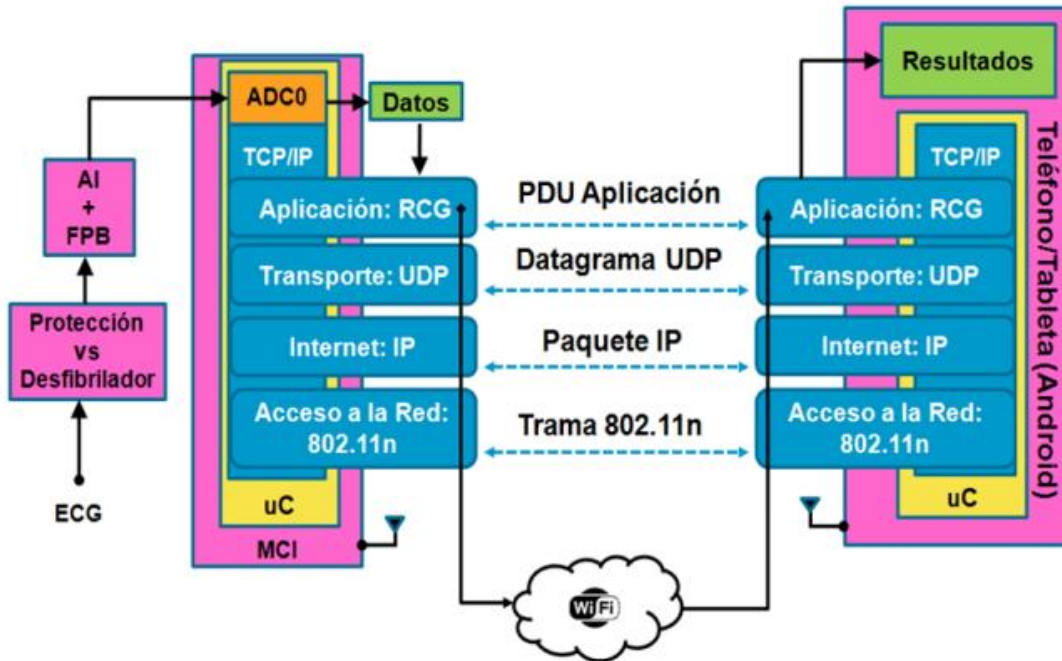 ADC0
Datos
TCP/IP
AI
+
FPB
Protección
vs
Desfibrilador
ECG
Aplicación: RCG
Transporte: UDP
Internet: IP
Acceso a la Red:
802.11n
uC
MCI
PDU Aplicación
Datagrama UDP
Paquete IP
Trama 802.11n
WiFi
Resultados
TCP/IP
Aplicación: RCG
Transporte: UDP
Internet: IP
Acceso a la Red:
802.11n
uC
Teléfono/Tableta (Android)